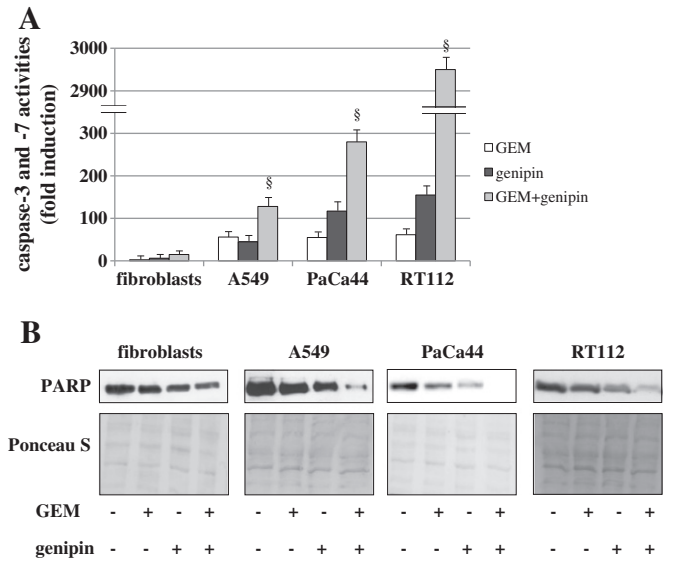 A
caspase-3 and -7 activities
(fold induction)
3000
2900
300
200
100
0
§
§
§
fibroblasts A549 PaCa44 RT112
GEM
genipin
GEM+genipin
B
fibroblasts A549 PaCa44 RT112
PARP
Ponceau S
GEM - + - + - + - + - + - + - + - +
genipin - - + + - - + + - - + + - - + +